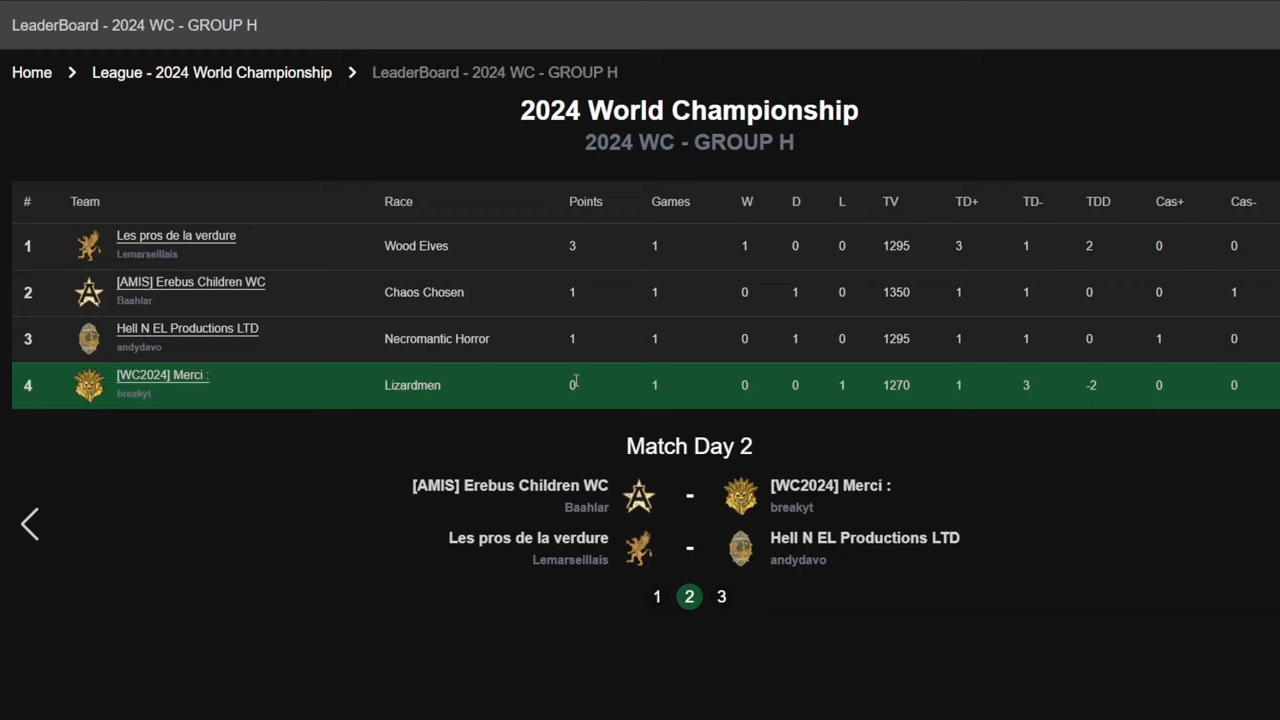 LeaderBoard - 2024 WC - GROUP H
Home > League - 2024 World Championship > LeaderBoard - 2024 WC - GROUP H
2024 World Championship
2024 WC - GROUP H
# Team Race Points Games W D L TV TD+ TD- TDD Cas+ Cas-
1 Les pros de la verdure Wood Elves 3 1 1 0 0 1295 3 1 2 0 0
Lemarseillais
2 [AMIS] Erebus Children WC Chaos Chosen 1 1 0 1 0 1350 1 1 0 0 1
Baahlar
3 Hell N EL Productions LTD Necromantic Horror 1 1 0 1 0 1295 1 1 0 1 0
andydavo
4 [WC2024] Merci : Lizardmen 0 1 0 0 1 1270 1 3 -2 0 0
breakyt
Match Day 2
[AMIS] Erebus Children WC - [WC2024] Merci :
Baahlar breakyt
Les pros de la verdure - Hell N EL Productions LTD
Lemarseillais andydavo
1 2 3